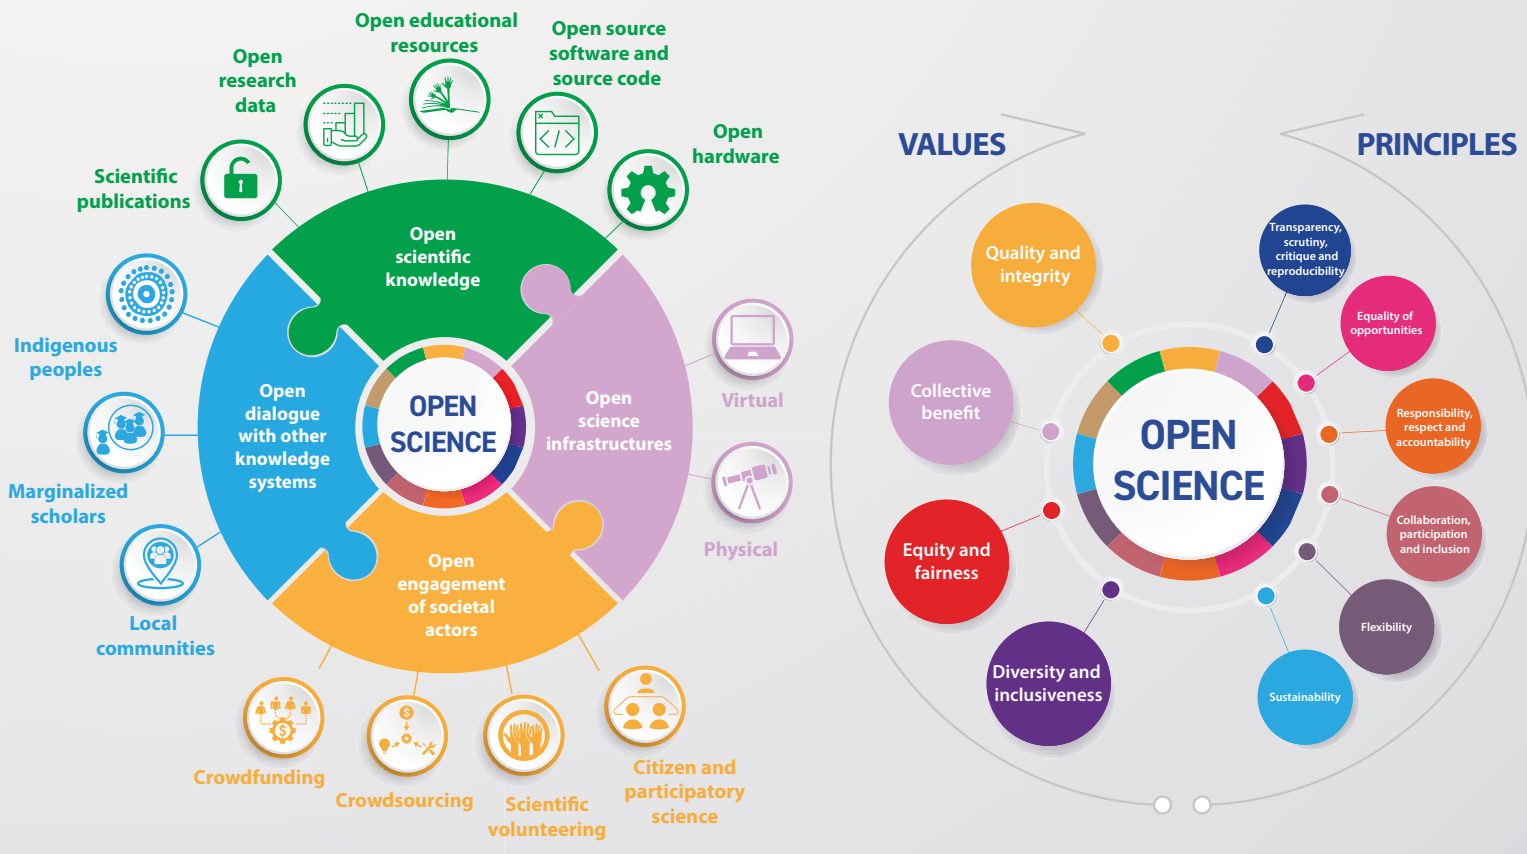 Open educational
resources
Open source
software and
source code
Open
research
data
Open
hardware
Scientific
publications
Open
scientific
knowledge
Indigenous
peoples
Open
dialogue
with other
knowledge
systems
OPEN
SCIENCE
Open
science
infrastructures
Virtual
Marginalized
scholars
Physical
Open
engagement
of societal
actors
Local
communities
Crowdfunding
Crowdsourcing
Scientific
volunteering
Citizen and
participatory
science
VALUES
PRINCIPLES
Quality and
integrity
Collective
benefit
Equity and
fairness
Diversity and
inclusiveness
OPEN
SCIENCE
Transparency,
scrutiny,
critique and
reproducibility
Equality of
opportunities
Responsibility,
respect and
accountability
Collaboration,
participation
and inclusion
Flexibility
Sustainability